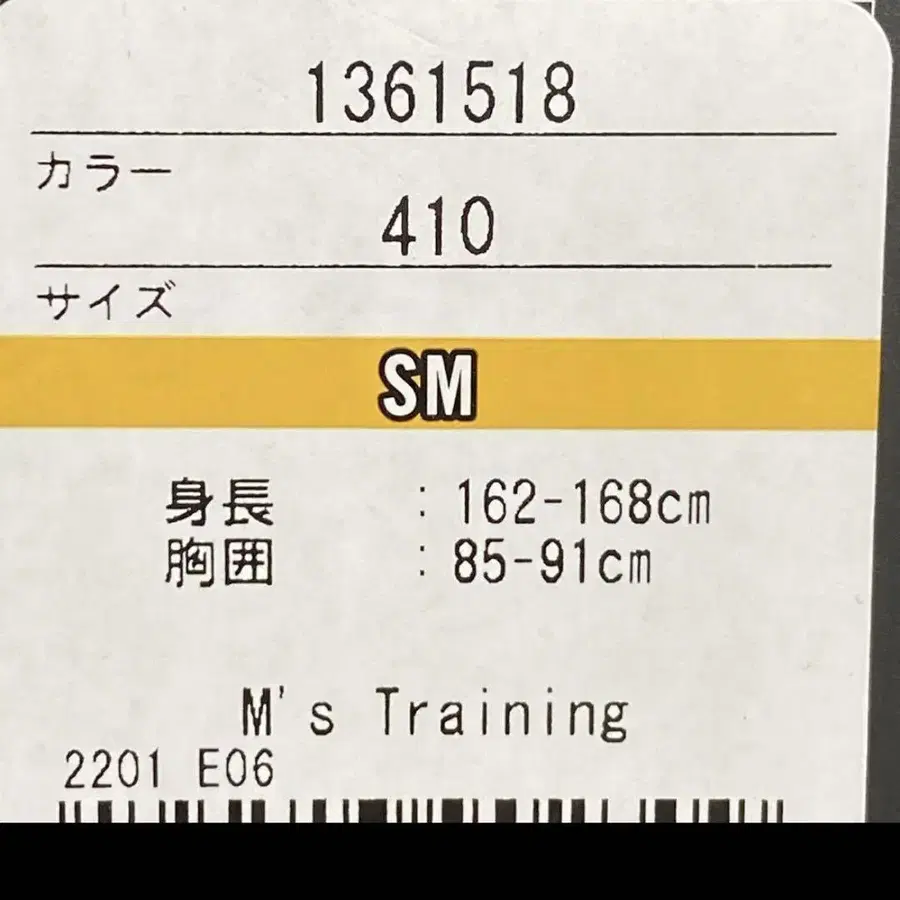 1361518
カラー
410
サイズ
SM
身長 : 162-168cm
胸囲 : 85-91cm
M's Training
2201 E06